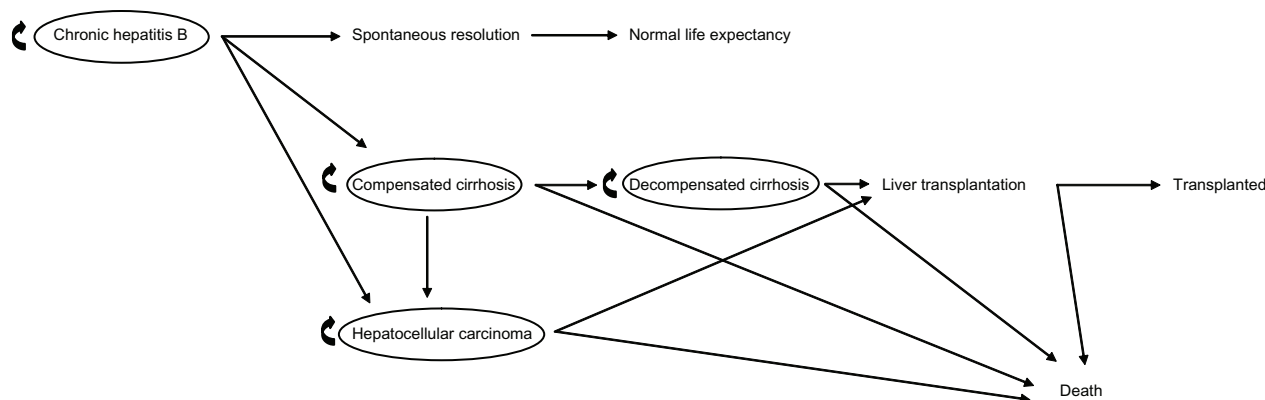 Chronic hepatitis B
Spontaneous resolution
Normal life expectancy
Compensated cirrhosis
Decompensated cirrhosis
Liver transplantation
Transplanted
Hepatocellular carcinoma
Death